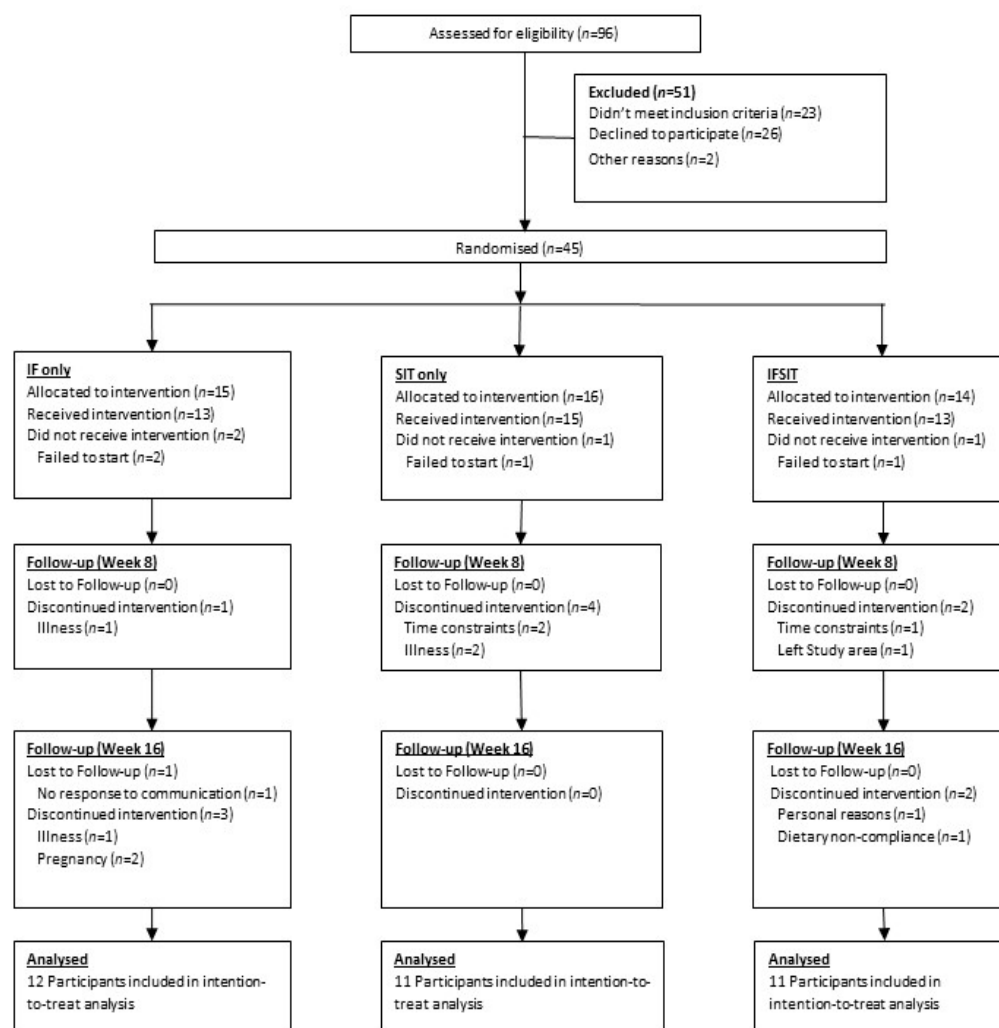 Assessed for eligibility (n=96)
Excluded (n=51)
Didn't meet inclusion criteria (n=23)
Declined to participate (n=26)
Other reasons (n=2)
Randomised (n=45)
IF only
Allocated to intervention (n=15)
Received intervention (n=13)
Did not receive intervention (n=2)
Failed to start (n=2)
SIT only
Allocated to intervention (n=16)
Received intervention (n=15)
Did not receive intervention (n=1)
Failed to start (n=1)
IFSIT
Allocated to intervention (n=14)
Received intervention (n=13)
Did not receive intervention (n=1)
Failed to start (n=1)
Follow-up (Week 8)
Lost to Follow-up (n=0)
Discontinued intervention (n=1)
Illness (n=1)
Follow-up (Week 8)
Lost to Follow-up (n=0)
Discontinued intervention (n=4)
Time constraints (n=2)
Illness (n=2)
Follow-up (Week 8)
Lost to Follow-up (n=0)
Discontinued intervention (n=2)
Time constraints (n=1)
Left Study area (n=1)
Follow-up (Week 16)
Lost to Follow-up (n=1)
No response to communication (n=1)
Discontinued intervention (n=3)
Illness (n=1)
Pregnancy (n=2)
Follow-up (Week 16)
Lost to Follow-up (n=0)
Discontinued intervention (n=0)
Follow-up (Week 16)
Lost to Follow-up (n=0)
Discontinued intervention (n=2)
Personal reasons (n=1)
Dietary non-compliance (n=1)
Analysed
12 Participants included in intention-
to-treat analysis
Analysed
11 Participants included in intention-to-
treat analysis
Analysed
11 Participants included in
intention-to-treat analysis